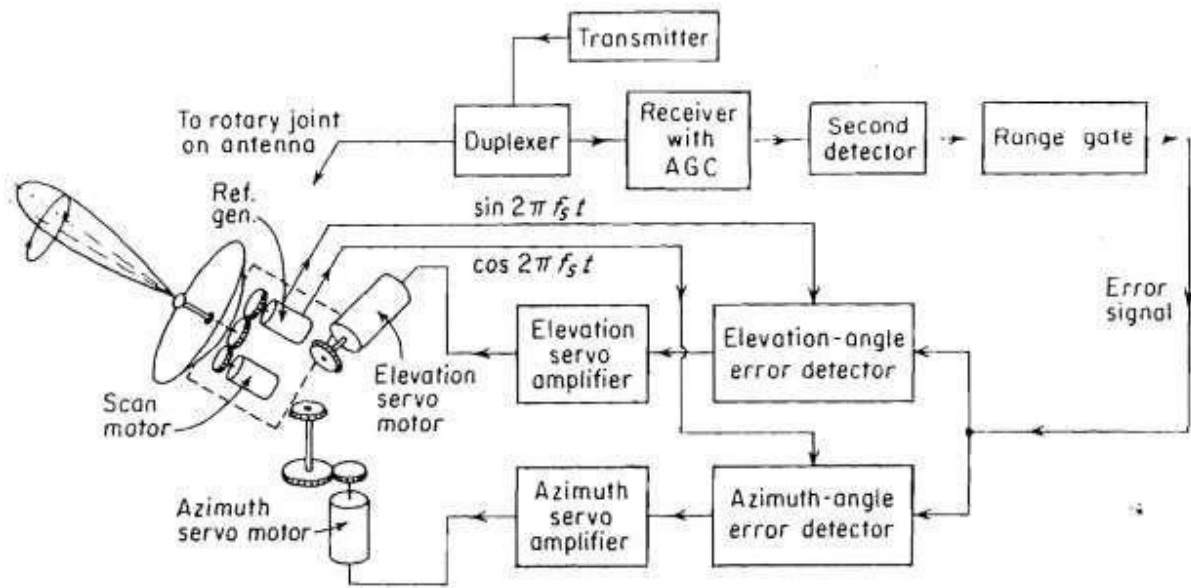 Transmitter
To rotary joint
on antenna
Duplexer
Receiver
with
AGC
Second
detector
Range gate
Ref.
gen.
sin 2π fₛ t
cos 2π fₛ t
Error
signal
Elevation
servo
amplifier
Elevation-angle
error detector
Elevation
servo
motor
Scan
motor
Azimuth
servo motor
Azimuth
servo
amplifier
Azimuth-angle
error detector